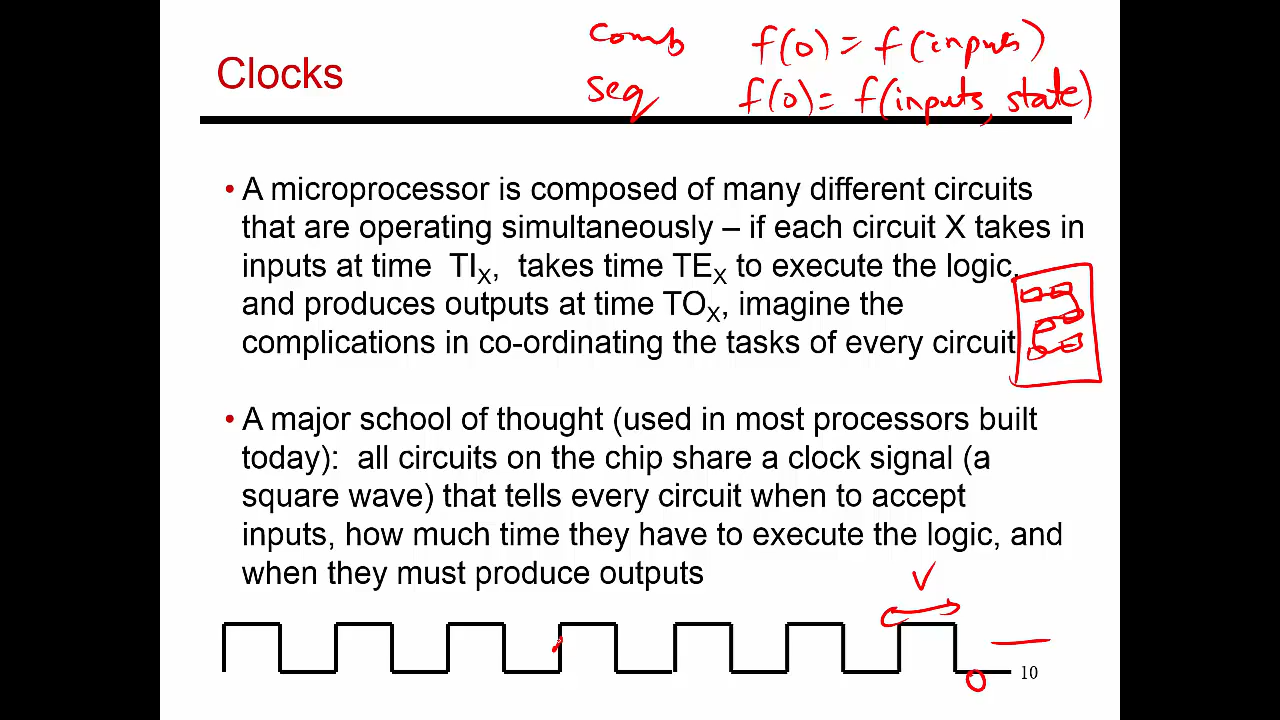 comb f(0) = f(inputs)
Clocks
seq f(0) = f(inputs, state)
• A microprocessor is composed of many different circuits
that are operating simultaneously – if each circuit X takes in
inputs at time TIX, takes time TEX to execute the logic,
and produces outputs at time TOX, imagine the
complications in co-ordinating the tasks of every circuit
• A major school of thought (used in most processors built
today): all circuits on the chip share a clock signal (a
square wave) that tells every circuit when to accept
inputs, how much time they have to execute the logic, and
when they must produce outputs
V
0
10